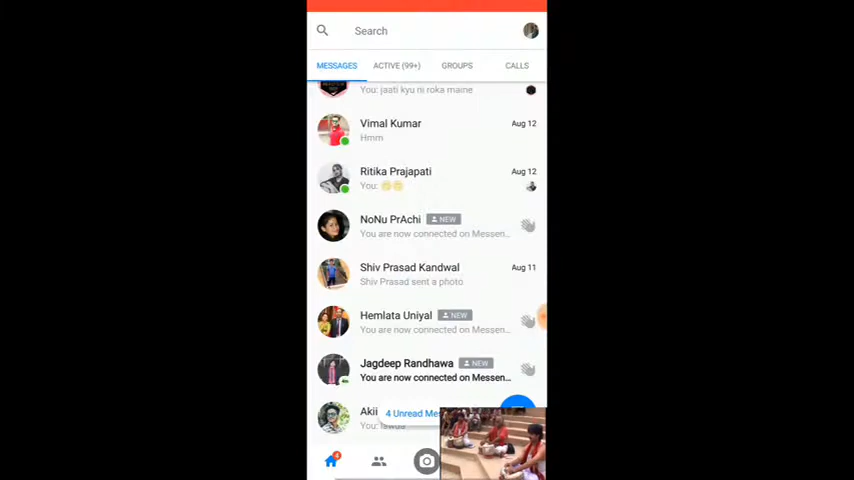 Search
MESSAGES ACTIVE (99+) GROUPS CALLS
You: jaati kyu ni roka maine
Vimal Kumar Aug 12
Hmm
Ritika Prajapati Aug 12
You: 
NoNu PrAchi NEW
You are now connected on Messen...
Shiv Prasad Kandwal Aug 11
Shiv Prasad sent a photo
Hemlata Uniyal NEW
You are now connected on Messen...
Jagdeep Randhawa NEW
You are now connected on Messen...
4 Unread Mes
You:
4